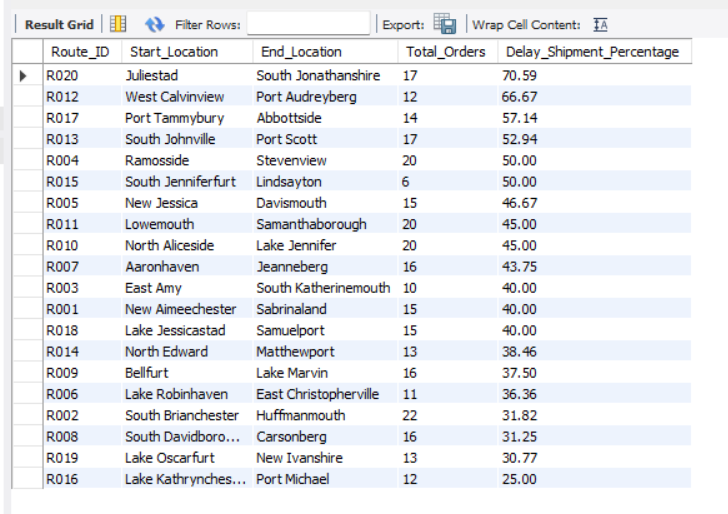 Result Grid Filter Rows: Export: Wrap Cell Content: IA
Route_ID Start_Location End_Location Total_Orders Delay_Shipment_Percentage
R020 Juliestad South Jonathanshire 17 70.59
R012 West Calvinview Port Audreyberg 12 66.67
R017 Port Tammybury Abbottside 14 57.14
R013 South Johnville Port Scott 17 52.94
R004 Ramosside Stevenview 20 50.00
R015 South Jenniferfurt Lindsayton 6 50.00
R005 New Jessica Davismouth 15 46.67
R011 Lowemouth Samanthaborough 20 45.00
R010 North Aliceside Lake Jennifer 20 45.00
R007 Aaronhaven Jeanneberg 16 43.75
R003 East Amy South Katherinemouth 10 40.00
R001 New Aimeechester Sabrinaland 15 40.00
R018 Lake Jessicastad Samuelport 15 40.00
R014 North Edward Matthewport 13 38.46
R009 Bellfurt Lake Marvin 16 37.50
R006 Lake Robinhaven East Christopherville 11 36.36
R002 South Brianchester Huffmanmouth 22 31.82
R008 South Davidboro... Carsonberg 16 31.25
R019 Lake Oscarfurt New Ivanshire 13 30.77
R016 Lake Kathrynches... Port Michael 12 25.00